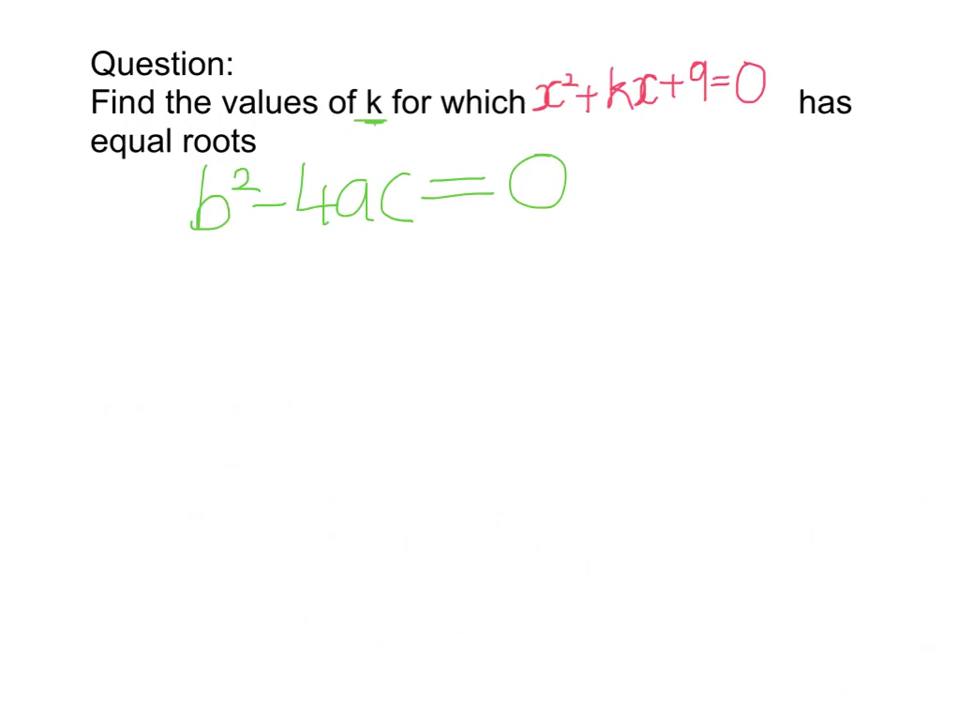 Question:
Find the values of k for which x²+kx+9=0 has
equal roots
b²-4ac=0